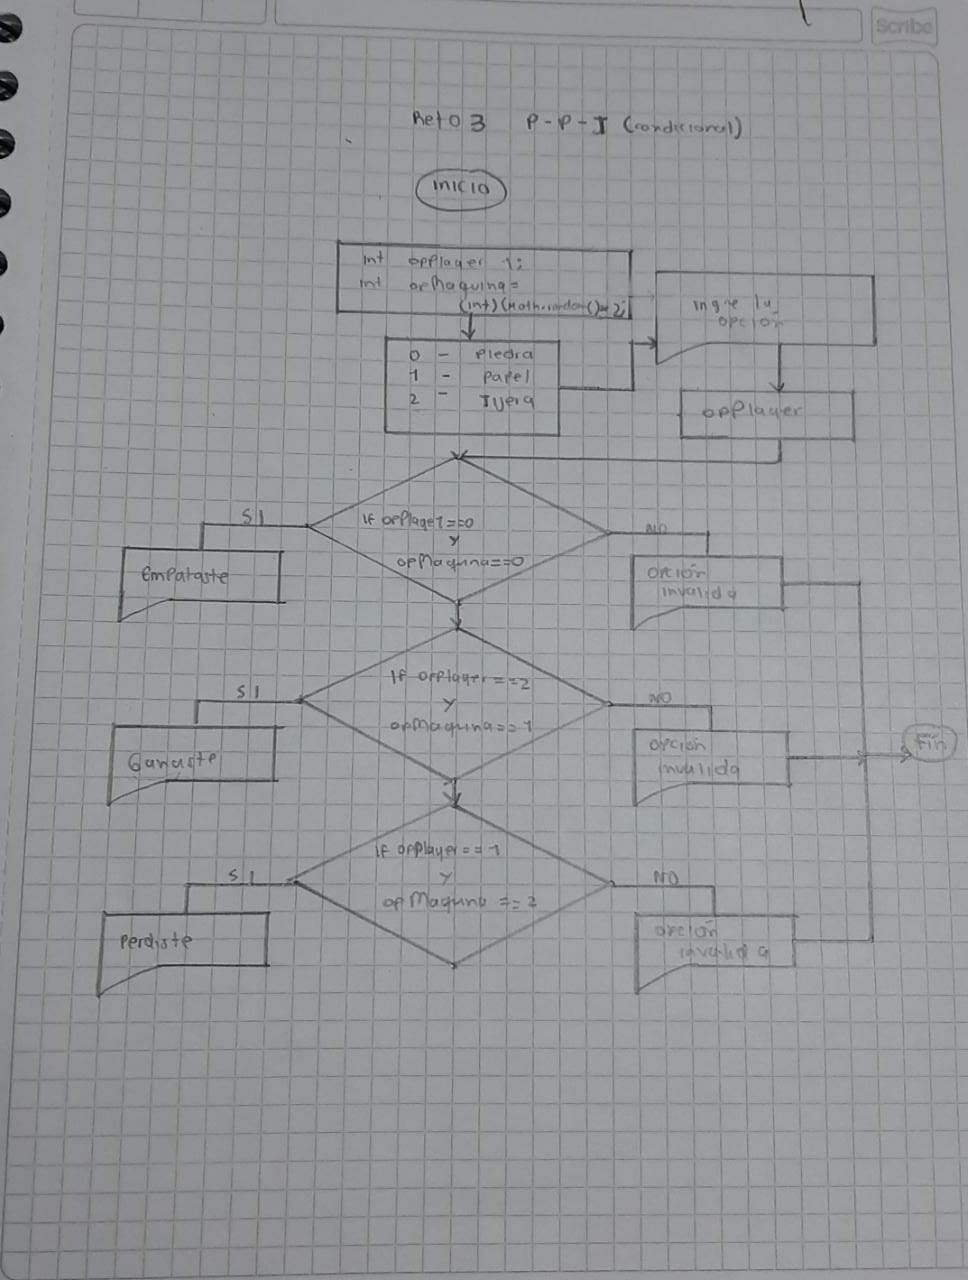 Scribe
Reto 3 P-P-T (condicional)
inicio
int opPlayer 1;
int opMaquina=
(int)(Math.random()*2;
ingre tu
opción
0 - Piedra
1 - Papel
2 - Tijera
opPlayer
SI
if opPlaye1==0
Y
opMaquina==0
NO
Empataste
opción
invalida
SI
if opPlayer==2
Y
opMaquina==1
NO
Ganaste
opción
invalida
Fin
SI
if opPlayer==1
Y
opMaquina==2
NO
Perdiste
opción
invalida